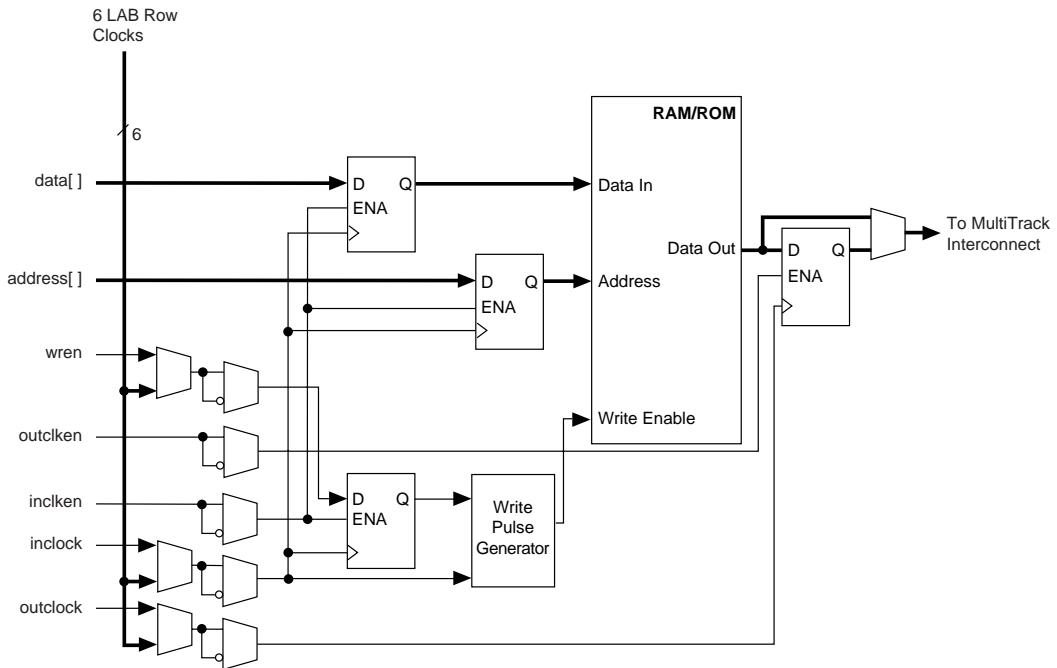 6 LAB Row
Clocks
6
RAM/ROM
data[ ]
D Q
ENA
Data In
address[ ]
D Q
ENA
Address
Data Out
D Q
ENA
To MultiTrack
Interconnect
wren
outclken
Write Enable
inclken
D Q
ENA
Write
Pulse
Generator
inclock
outclock